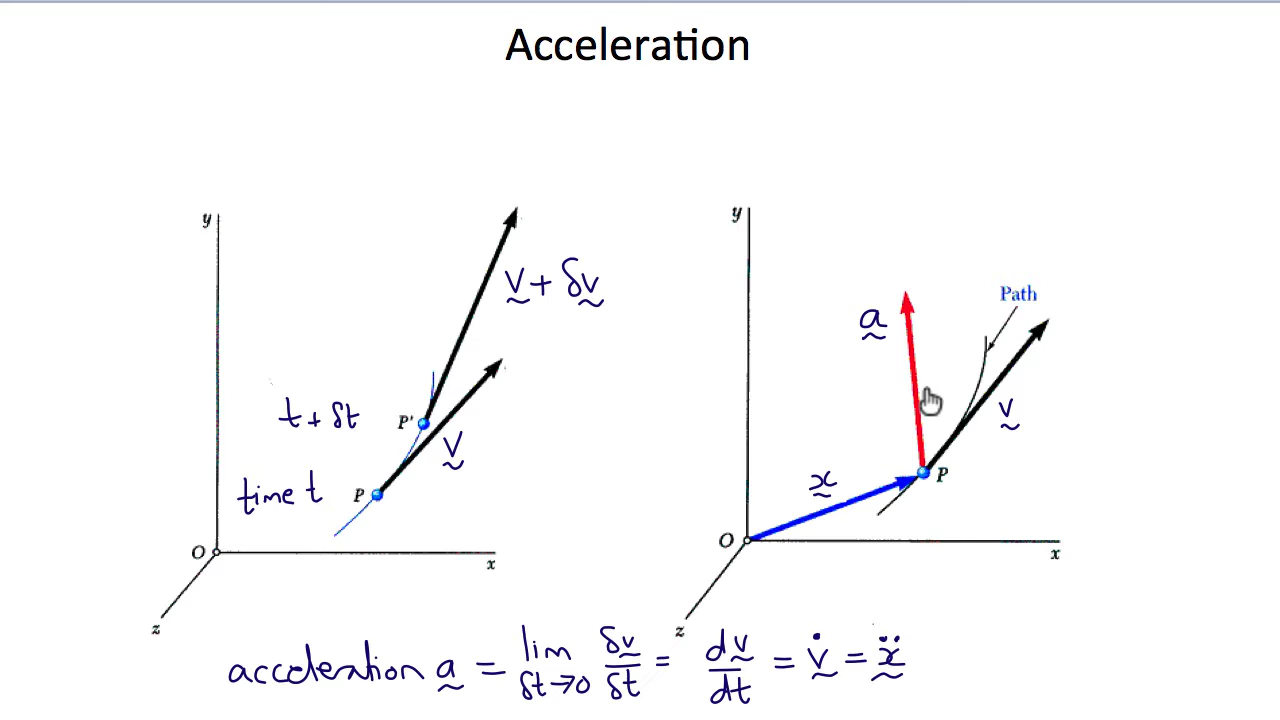 Acceleration
y
v + δv
t + δt
P'
v
time t
P
O
x
z
y
Path
a
v
x
P
O
x
z
acceleration a = lim δt→0 δv/δt = dv/dt = v̇ = ẍ